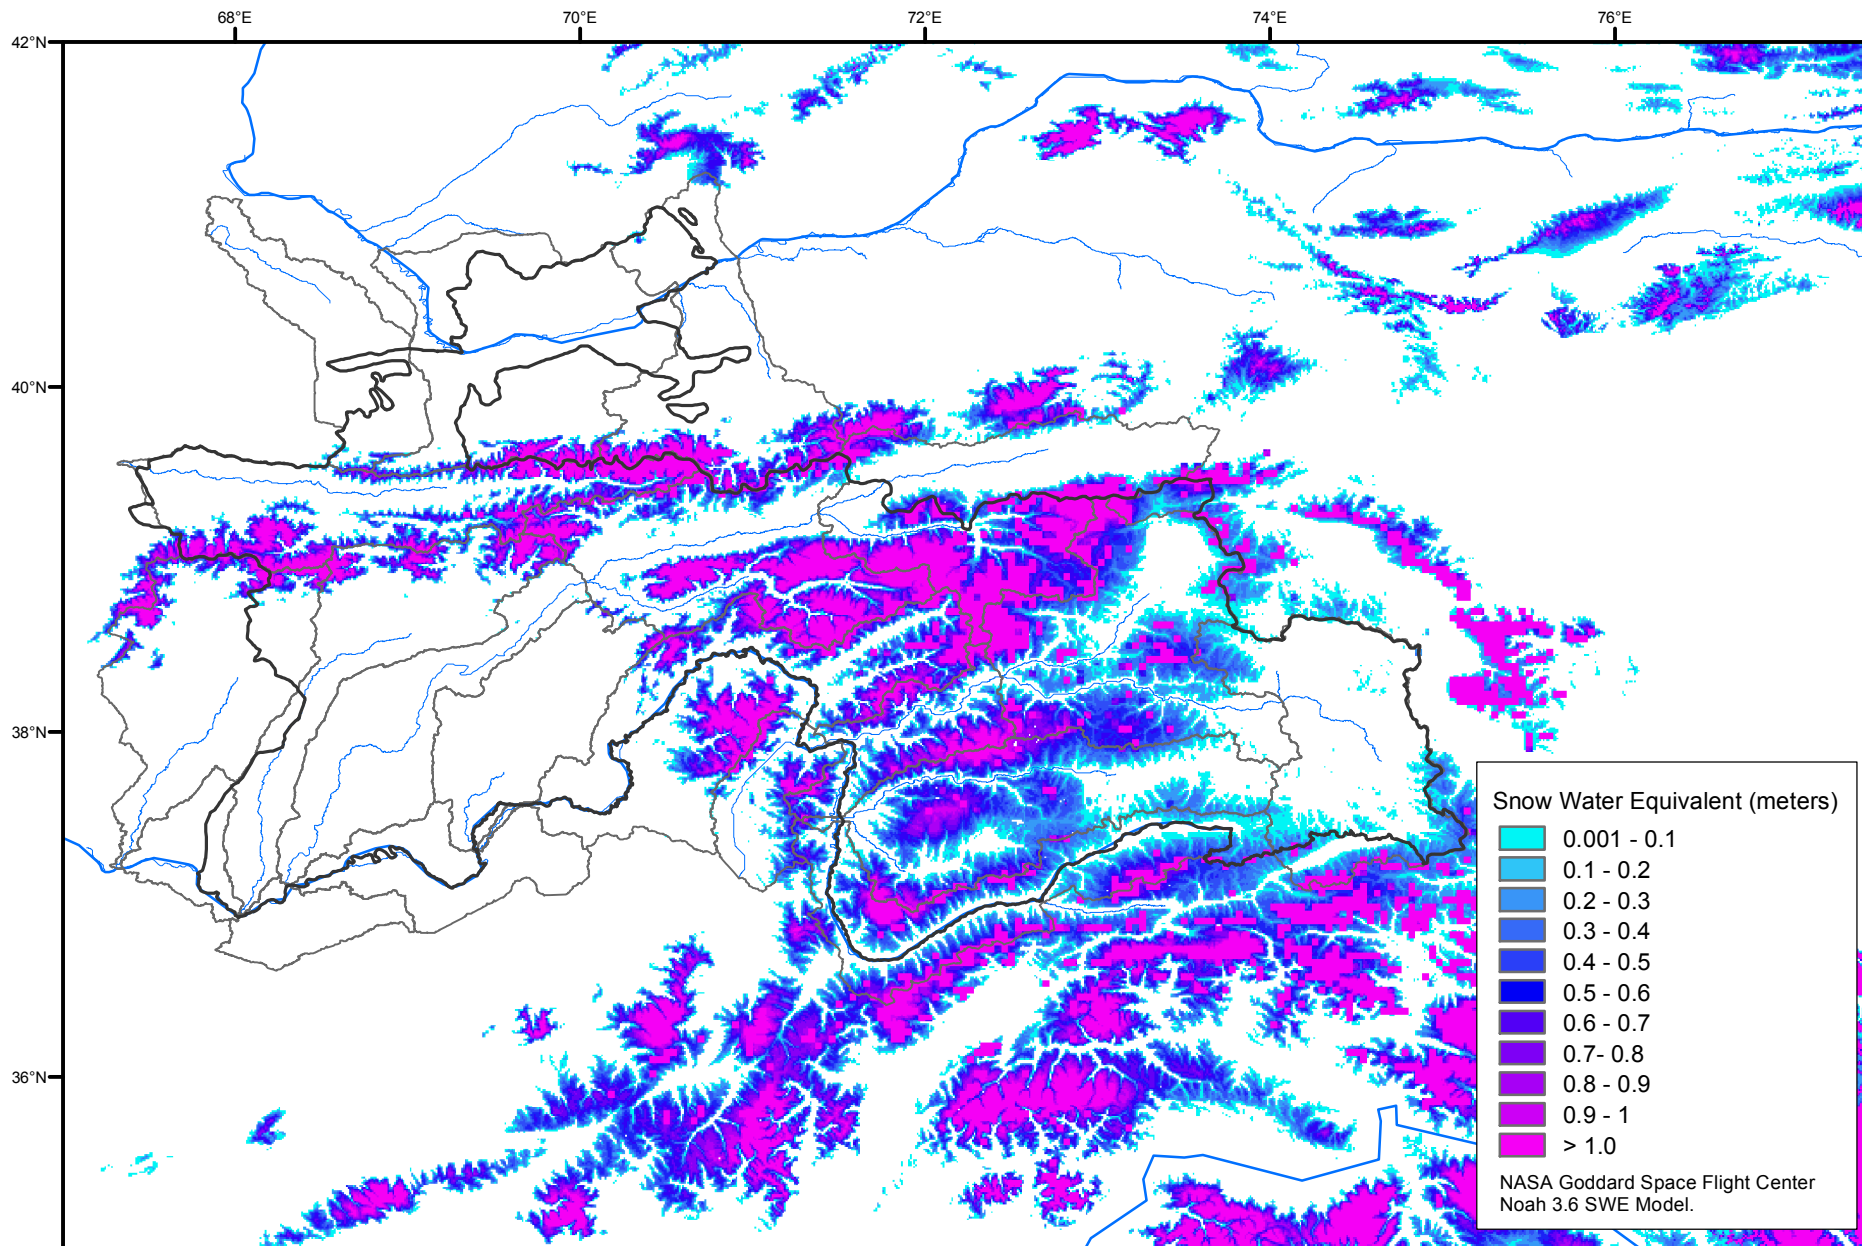 68°E
70°E
72°E
74°E
76°E
42°N
40°N
38°N
36°N
Snow Water Equivalent (meters)
0.001 - 0.1
0.1 - 0.2
0.2 - 0.3
0.3 - 0.4
0.4 - 0.5
0.5 - 0.6
0.6 - 0.7
0.7- 0.8
0.8 - 0.9
0.9 - 1
> 1.0
NASA Goddard Space Flight Center
Noah 3.6 SWE Model.